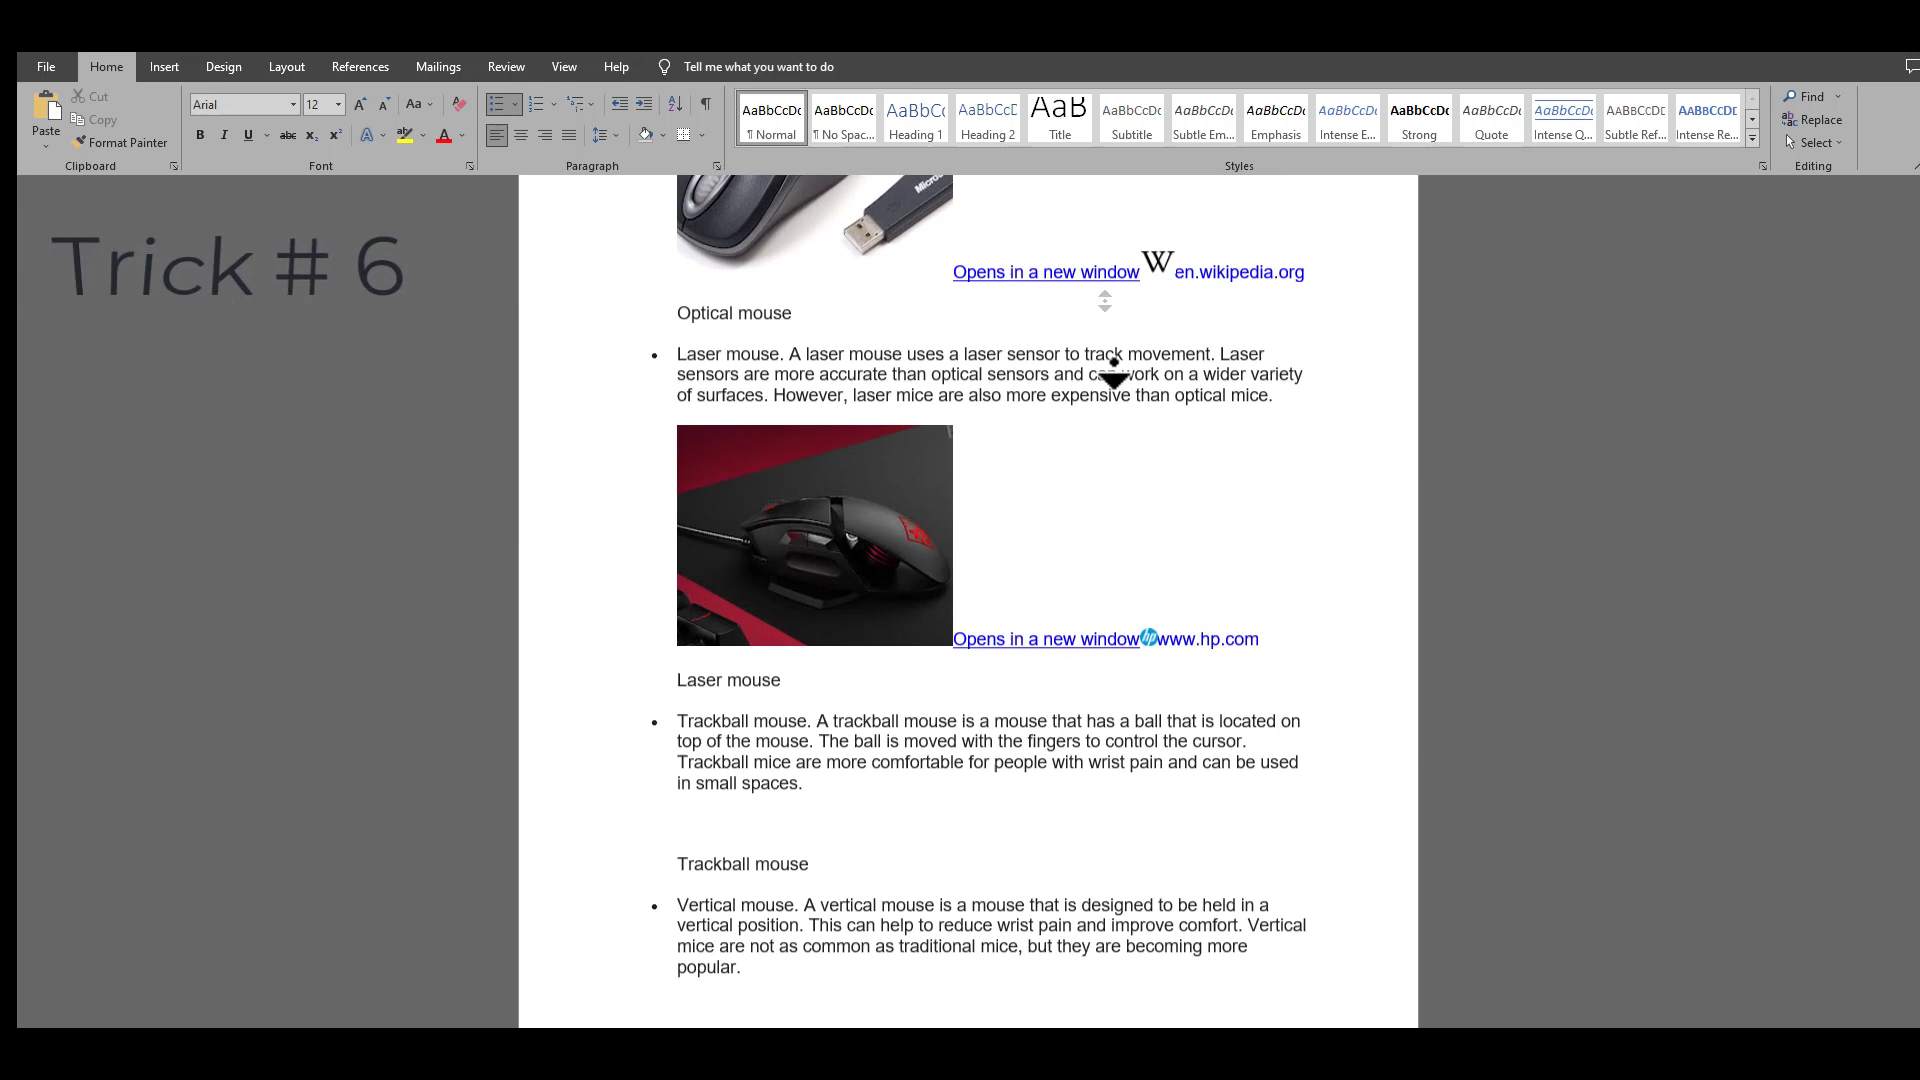 File Home Insert Design Layout References Mailings Review View Help Tell me what you want to do
Paste
Cut
Copy
Format Painter
Clipboard
Arial 12
Aa
B I U abc x₂ x² A A
Font
Paragraph
AaBbCcDc AaBbCcDc AaBbCc AaBbCcD AaB AaBbCcD AaBbCcDc AaBbCcDc AaBbCcDc AaBbCcDc AaBbCcDc AaBbCcDc AABBCCDE AABBCCDE
¶ Normal ¶ No Spac... Heading 1 Heading 2 Title Subtitle Subtle Em... Emphasis Intense E... Strong Quote Intense Q... Subtle Ref... Intense Re...
Styles
Find
Replace
Select
Editing
Trick # 6
Opens in a new window W en.wikipedia.org
Optical mouse
• Laser mouse. A laser mouse uses a laser sensor to track movement. Laser
sensors are more accurate than optical sensors and can work on a wider variety
of surfaces. However, laser mice are also more expensive than optical mice.
Opens in a new window hp www.hp.com
Laser mouse
• Trackball mouse. A trackball mouse is a mouse that has a ball that is located on
top of the mouse. The ball is moved with the fingers to control the cursor.
Trackball mice are more comfortable for people with wrist pain and can be used
in small spaces.
Trackball mouse
• Vertical mouse. A vertical mouse is a mouse that is designed to be held in a
vertical position. This can help to reduce wrist pain and improve comfort. Vertical
mice are not as common as traditional mice, but they are becoming more
popular.